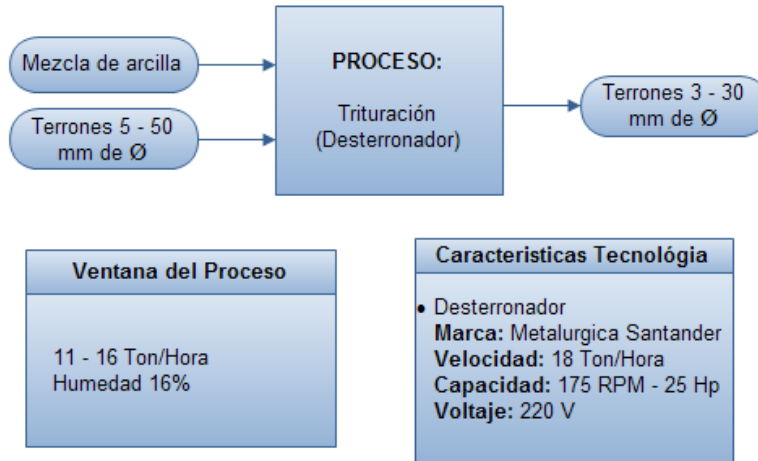 Mezcla de arcilla
Terrones 5 - 50
mm de Ø
PROCESO:
Trituración
(Desterronador)
Terrones 3 - 30
mm de Ø
Ventana del Proceso
11 - 16 Ton/Hora
Humedad 16%
Caracteristicas Tecnológia
• Desterronador
Marca: Metalurgica Santander
Velocidad: 18 Ton/Hora
Capacidad: 175 RPM - 25 Hp
Voltaje: 220 V